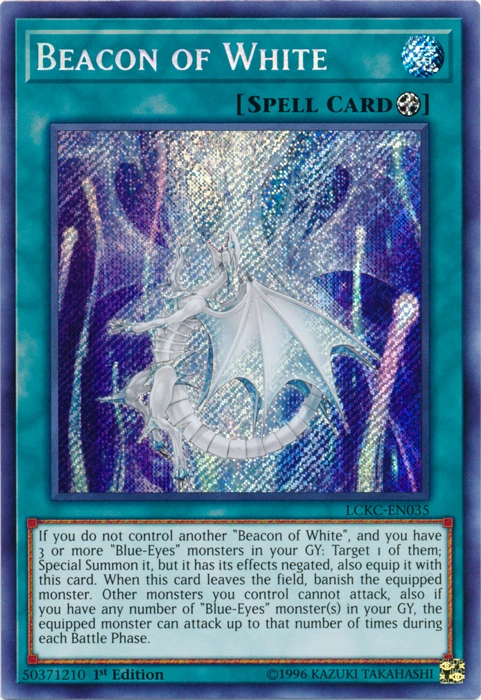 BEACON OF WHITE
[SPELL CARD]
LCKC-EN035
If you do not control another "Beacon of White", and you have
3 or more "Blue-Eyes" monsters in your GY: Target 1 of them;
Special Summon it, but it has its effects negated, also equip it with
this card. When this card leaves the field, banish the equipped
monster. Other monsters you control cannot attack, also if
you have any number of "Blue-Eyes" monster(s) in your GY, the
equipped monster can attack up to that number of times during
each Battle Phase.
50371210 1st Edition ©1996 KAZUKI TAKAHASHI